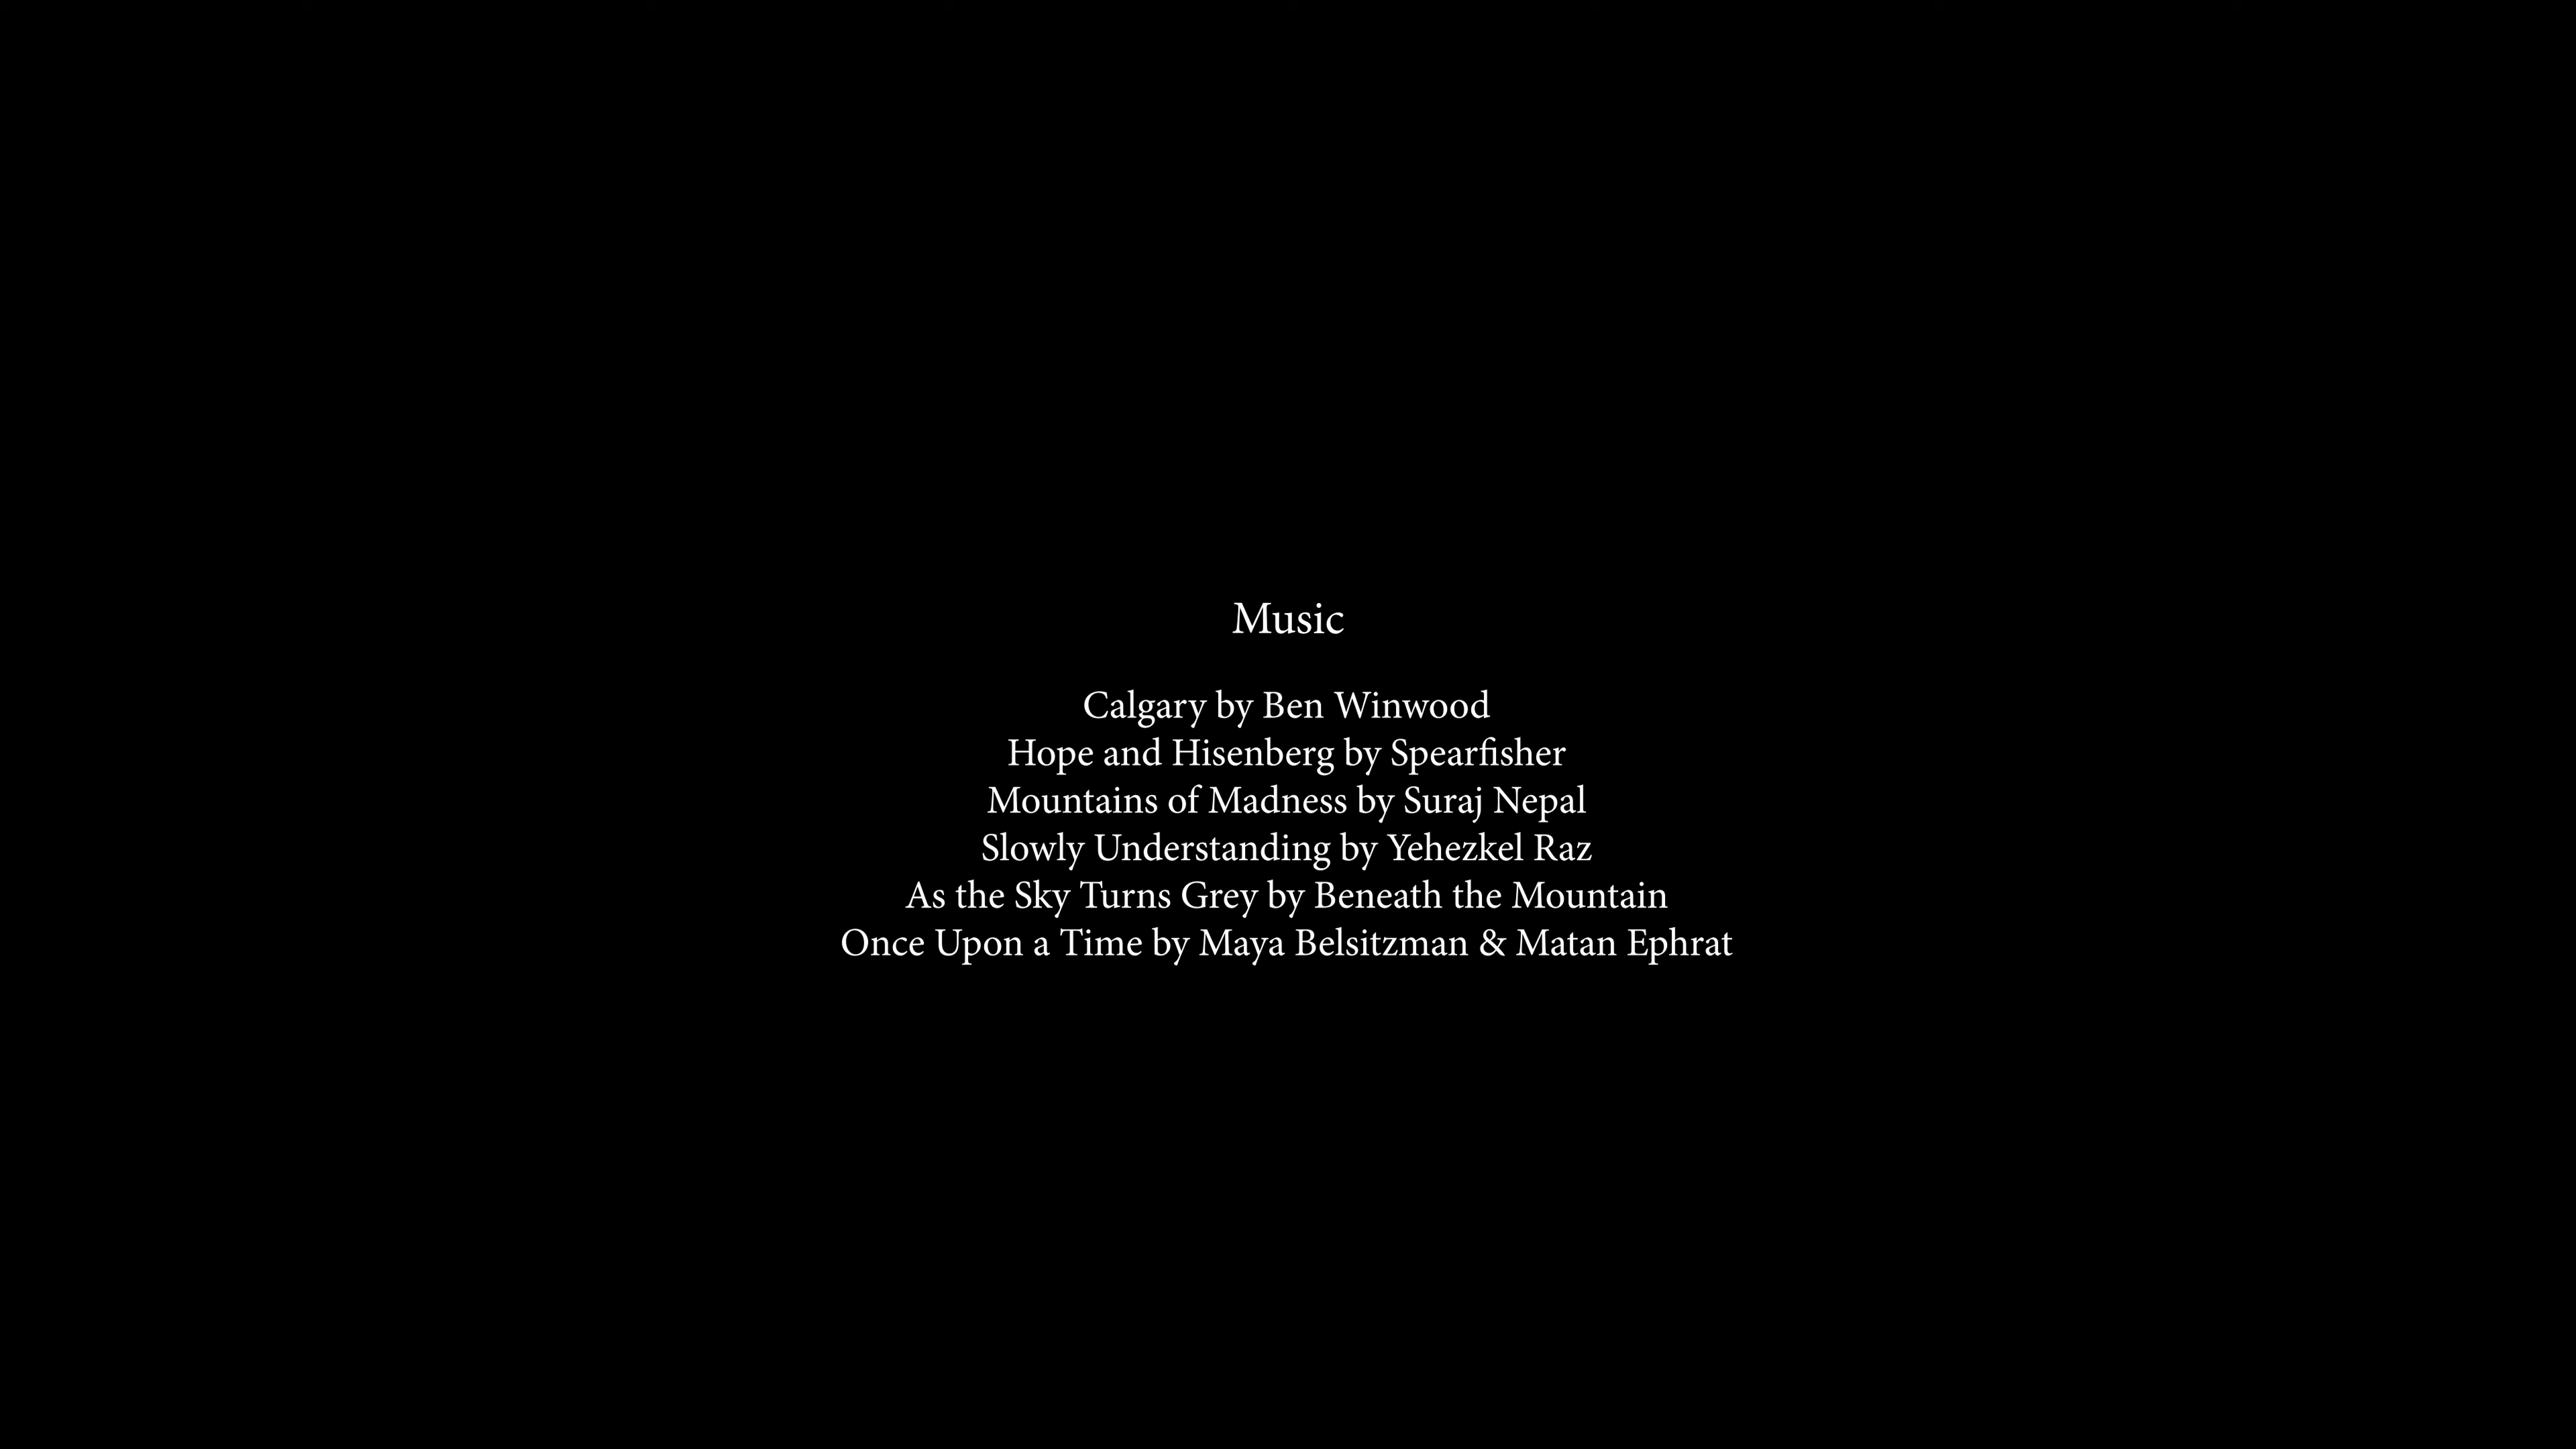 Music
Calgary by Ben Winwood
Hope and Hisenberg by Spearfisher
Mountains of Madness by Suraj Nepal
Slowly Understanding by Yehezkel Raz
As the Sky Turns Grey by Beneath the Mountain
Once Upon a Time by Maya Belsitzman & Matan Ephrat